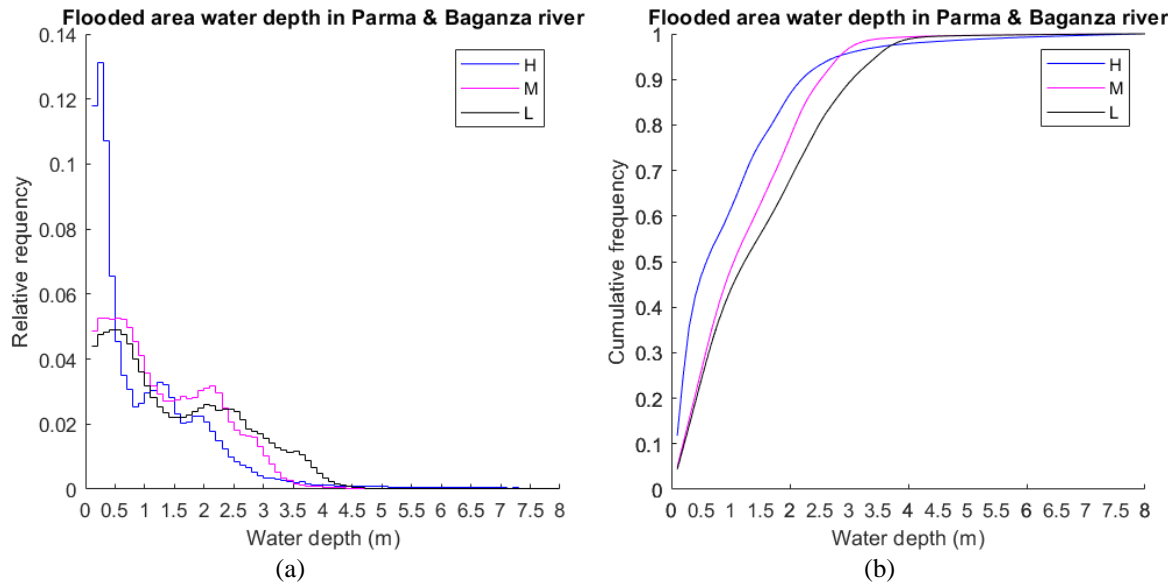 Flooded area water depth in Parma & Baganza river
0.14
0.12
0.1
0.08
0.06
0.04
0.02
0
Relative requency
H
M
L
0 0.5 1 1.5 2 2.5 3 3.5 4 4.5 5 5.5 6 6.5 7 7.5 8
Water depth (m)
(a)
Flooded area water depth in Parma & Baganza river
1
0.9
0.8
0.7
0.6
0.5
0.4
0.3
0.2
0.1
0
Cumulative frequency
H
M
L
0 0.5 1 1.5 2 2.5 3 3.5 4 4.5 5 5.5 6 6.5 7 7.5 8
Water depth (m)
(b)